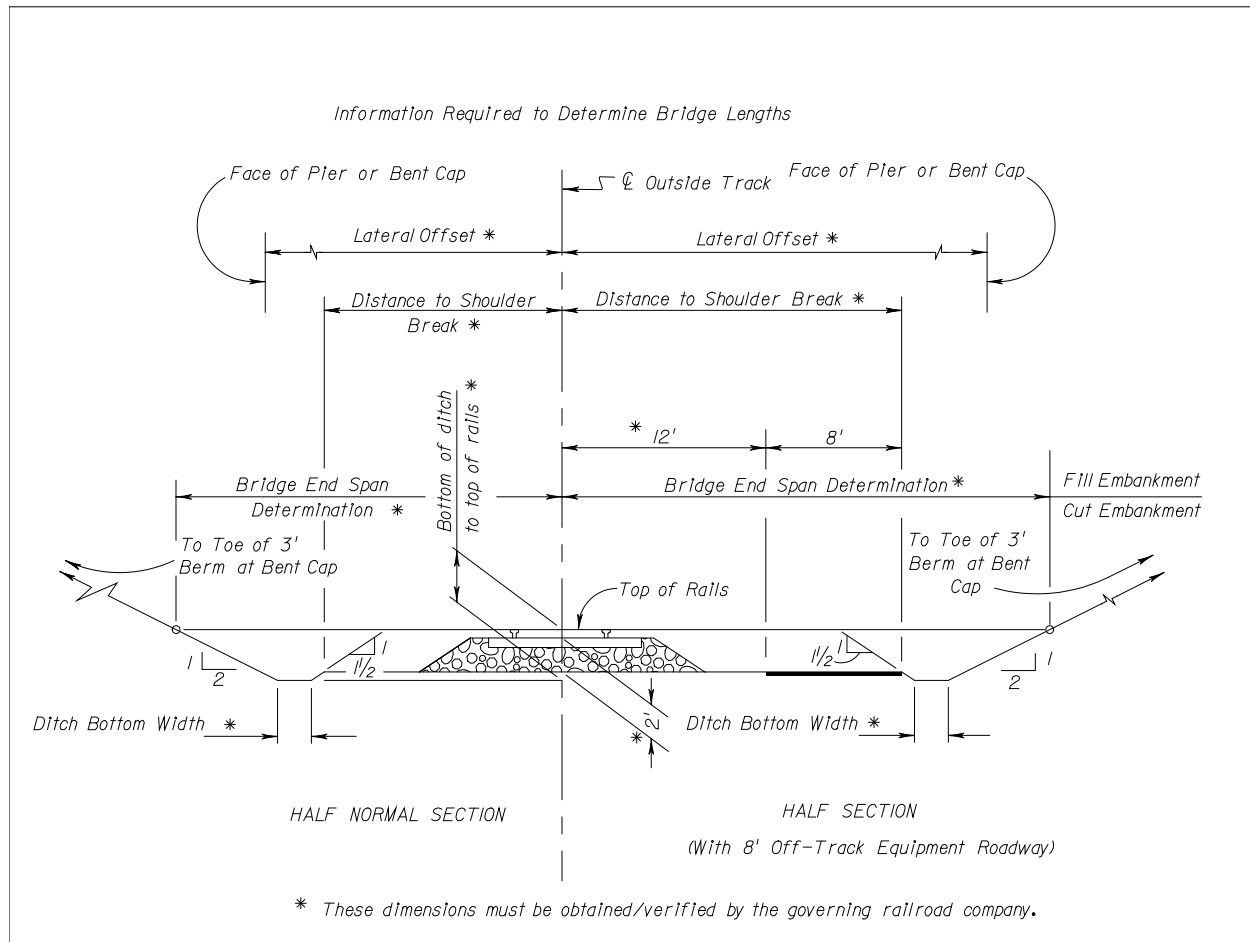 Information Required to Determine Bridge Lengths
Face of Pier or Bent Cap
℄ Outside Track
Face of Pier or Bent Cap
Lateral Offset *
Lateral Offset *
Distance to Shoulder
Break *
Distance to Shoulder Break *
Bottom of ditch
to top of rails *
* 12'
8'
Bridge End Span
Determination *
Bridge End Span Determination *
Fill Embankment
Cut Embankment
To Toe of 3'
Berm at Bent Cap
To Toe of 3'
Berm at Bent
Cap
Top of Rails
1
2
1
1½
1
1½
1
2
Ditch Bottom Width *
* 2'
Ditch Bottom Width *
HALF NORMAL SECTION
HALF SECTION
(With 8' Off-Track Equipment Roadway)
* These dimensions must be obtained/verified by the governing railroad company.